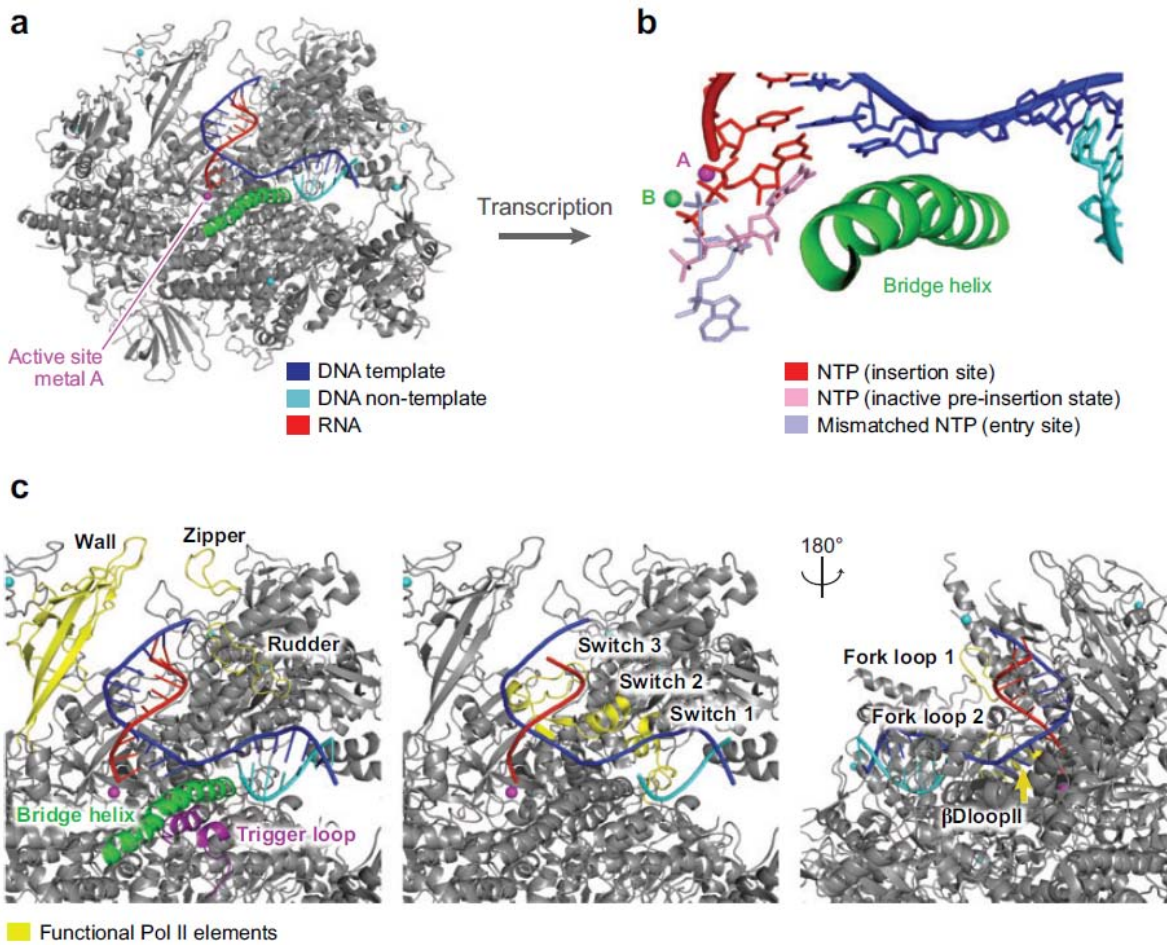 a
Active site
metal A
DNA template
DNA non-template
RNA
Transcription
b
A
B
Bridge helix
NTP (insertion site)
NTP (inactive pre-insertion state)
Mismatched NTP (entry site)
c
Wall
Zipper
Rudder
Bridge helix
Trigger loop
Switch 3
Switch 2
Switch 1
180°
Fork loop 1
Fork loop 2
βDloopII
Functional Pol II elements